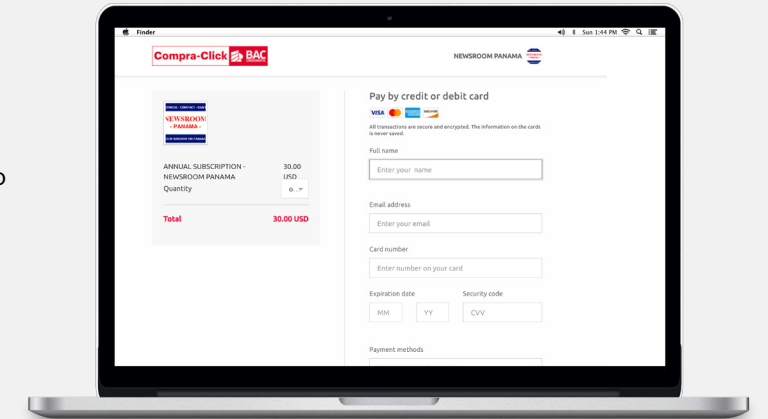 Finder
Sun 1:44 PM
Compra-Click BAC
NEWSROOM PANAMA
NEWSROOM
- PANAMA -
ANNUAL SUBSCRIPTION - 30.00
NEWSROOM PANAMA USD
Quantity o...
Total 30.00 USD
Pay by credit or debit card
VISA
All transactions are secure and encrypted. The information on the cards
is never saved.
Full name
Enter your name
Email address
Enter your email
Card number
Enter number on your card
Expiration date Security code
MM YY CVV
Payment methods